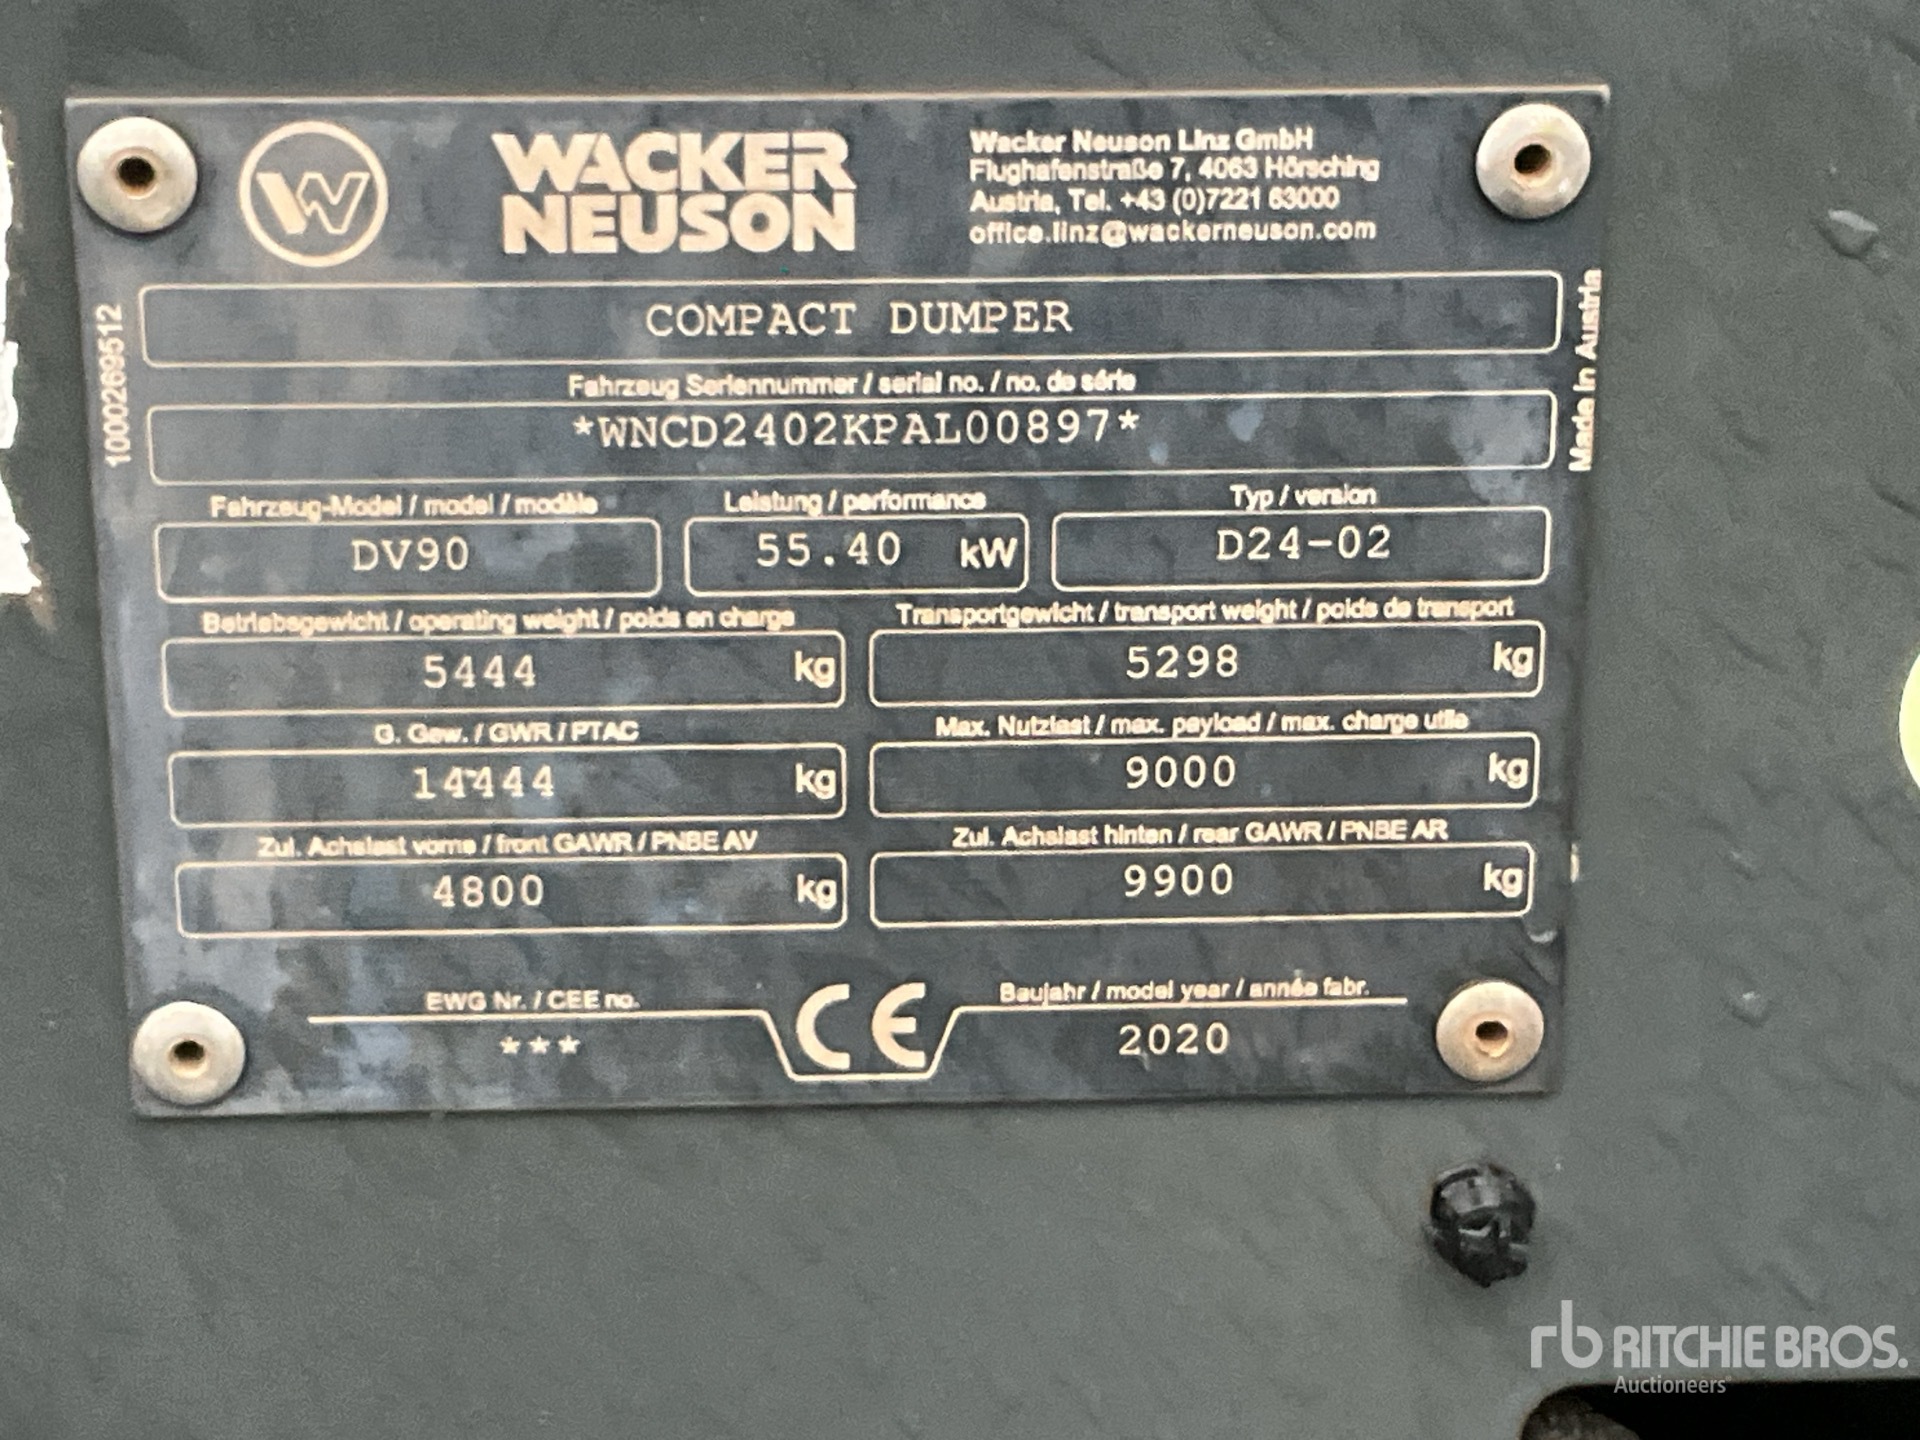 WACKER
NEUSON
Wacker Neuson Linz GmbH
Flughafenstraße 7, 4063 Hörsching
Austria, Tel. +43 (0)7221 63000
office.linz@wackerneuson.com
1000269512
Made in Austria
COMPACT DUMPER
Fahrzeug Seriennummer / serial no. / no. de série
*WNCD2402KPAL00897*
Fahrzeug-Model / model / modèle
DV90
Leistung / performance
55.40 kW
Typ / version
D24-02
Betriebsgewicht / operating weight / poids en charge
5444 kg
Transportgewicht / transport weight / poids de transport
5298 kg
G. Gew. / GWR / PTAC
14444 kg
Max. Nutzlast / max. payload / max. charge utile
9000 kg
Zul. Achslast vorne / front GAWR / PNBE AV
4800 kg
Zul. Achslast hinten / rear GAWR / PNBE AR
9900 kg
EWG Nr. / CEE no.
***
CE
Baujahr / model year / année fabr.
2020
rb RITCHIE BROS.
Auctioneers